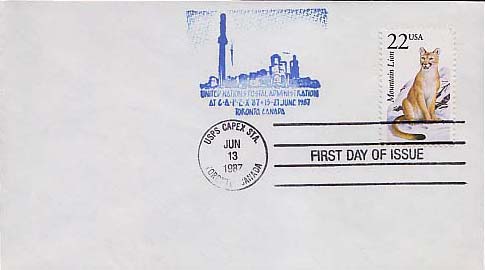 UNITED NATIONS POSTAL ADMINISTRATION
AT C·A·P·E·X '87 • 13-21 JUNE 1987
TORONTO CANADA
22 USA
Mountain Lion
USPS CAPEX STA.
JUN
13
1987
TORONTO, CANADA
FIRST DAY OF ISSUE